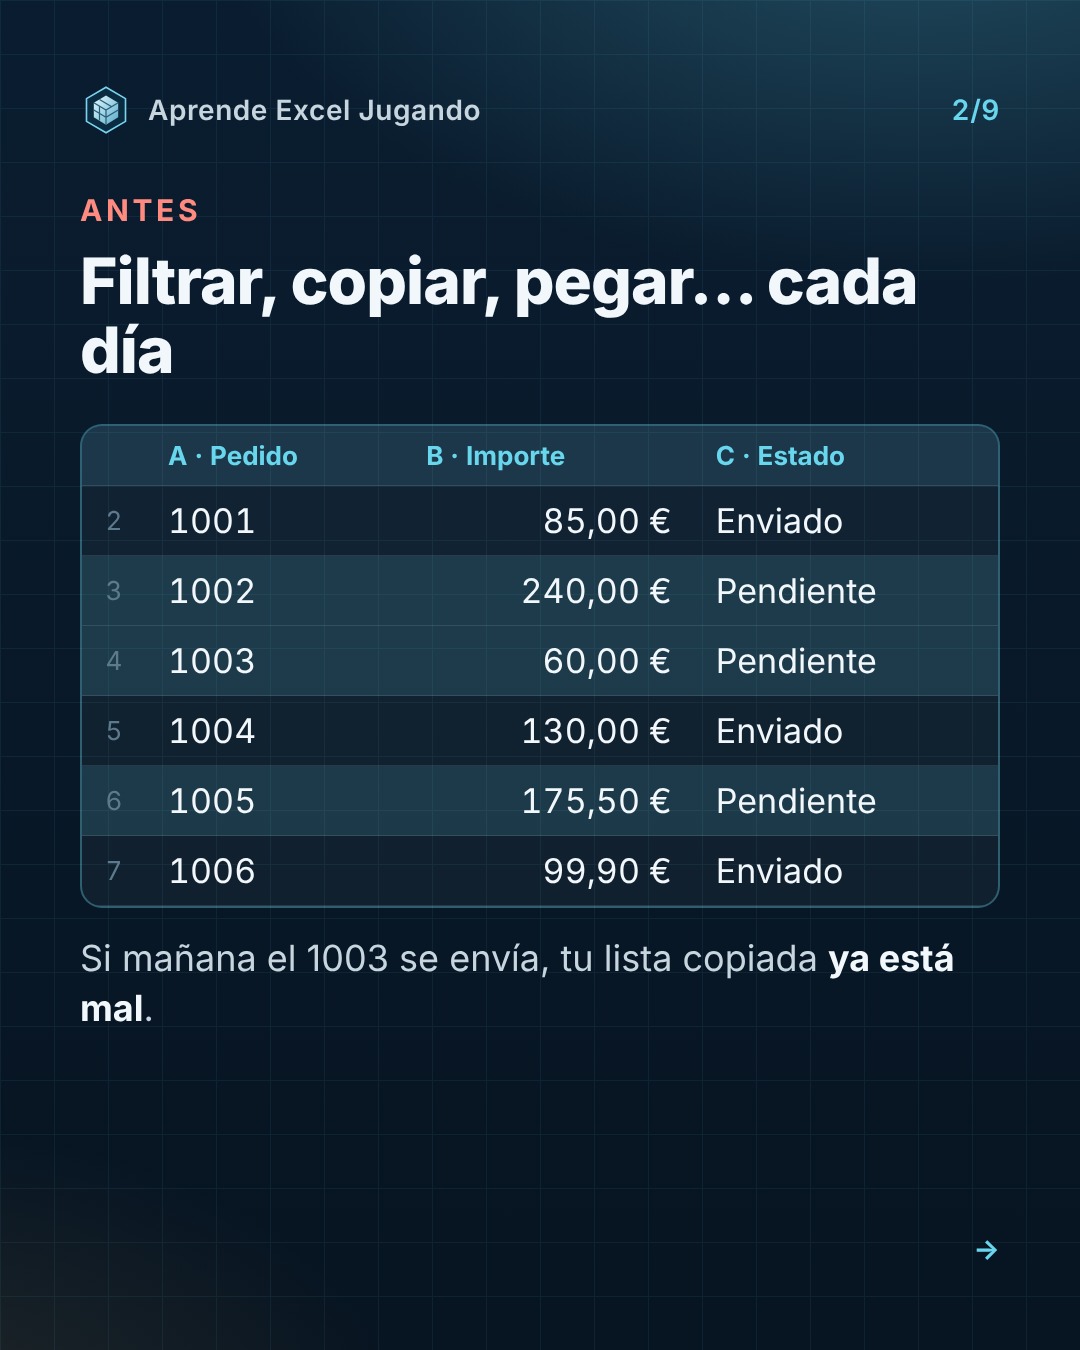 Aprende Excel Jugando
2/9
ANTES
Filtrar, copiar, pegar... cada
día
A · Pedido B · Importe C · Estado
2 1001 85,00 € Enviado
3 1002 240,00 € Pendiente
4 1003 60,00 € Pendiente
5 1004 130,00 € Enviado
6 1005 175,50 € Pendiente
7 1006 99,90 € Enviado
Si mañana el 1003 se envía, tu lista copiada ya está
mal.
→